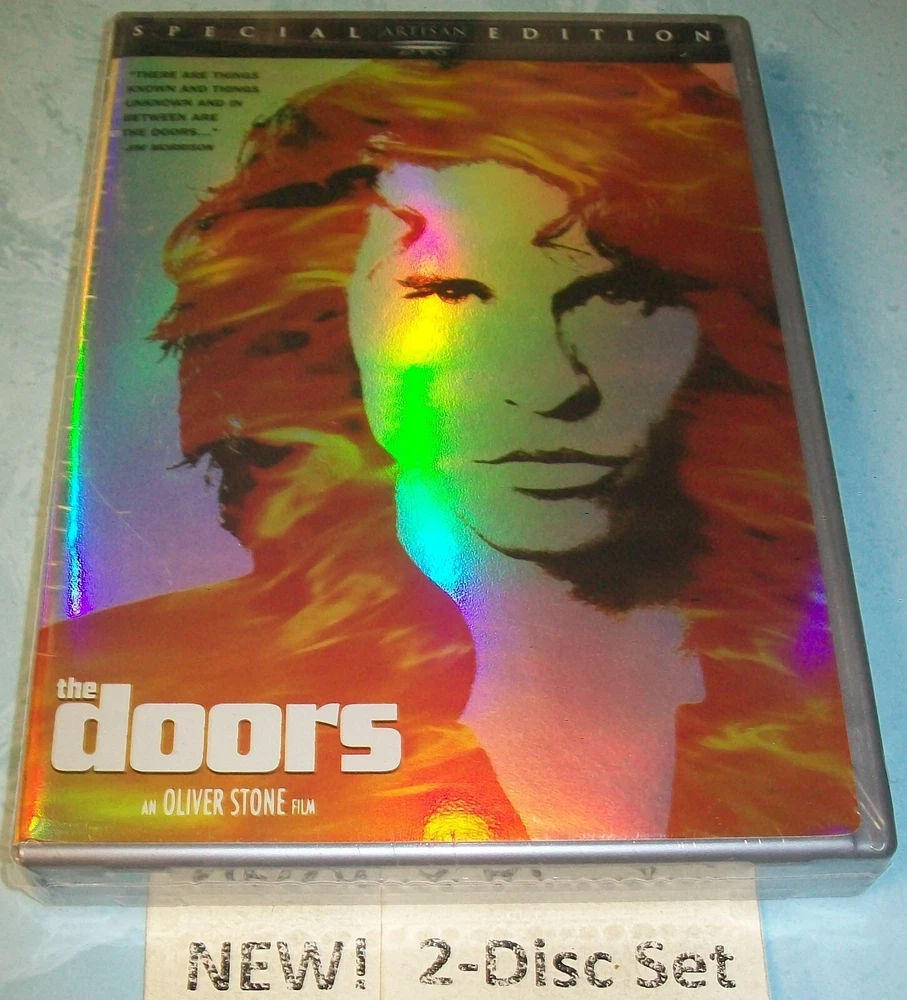 SPECIAL ARTISAN EDITION
"THERE ARE THINGS
KNOWN AND THINGS
UNKNOWN AND IN
BETWEEN ARE
THE DOORS..."
-JIM MORRISON
the
doors
AN OLIVER STONE FILM
NEW! 2-Disc Set